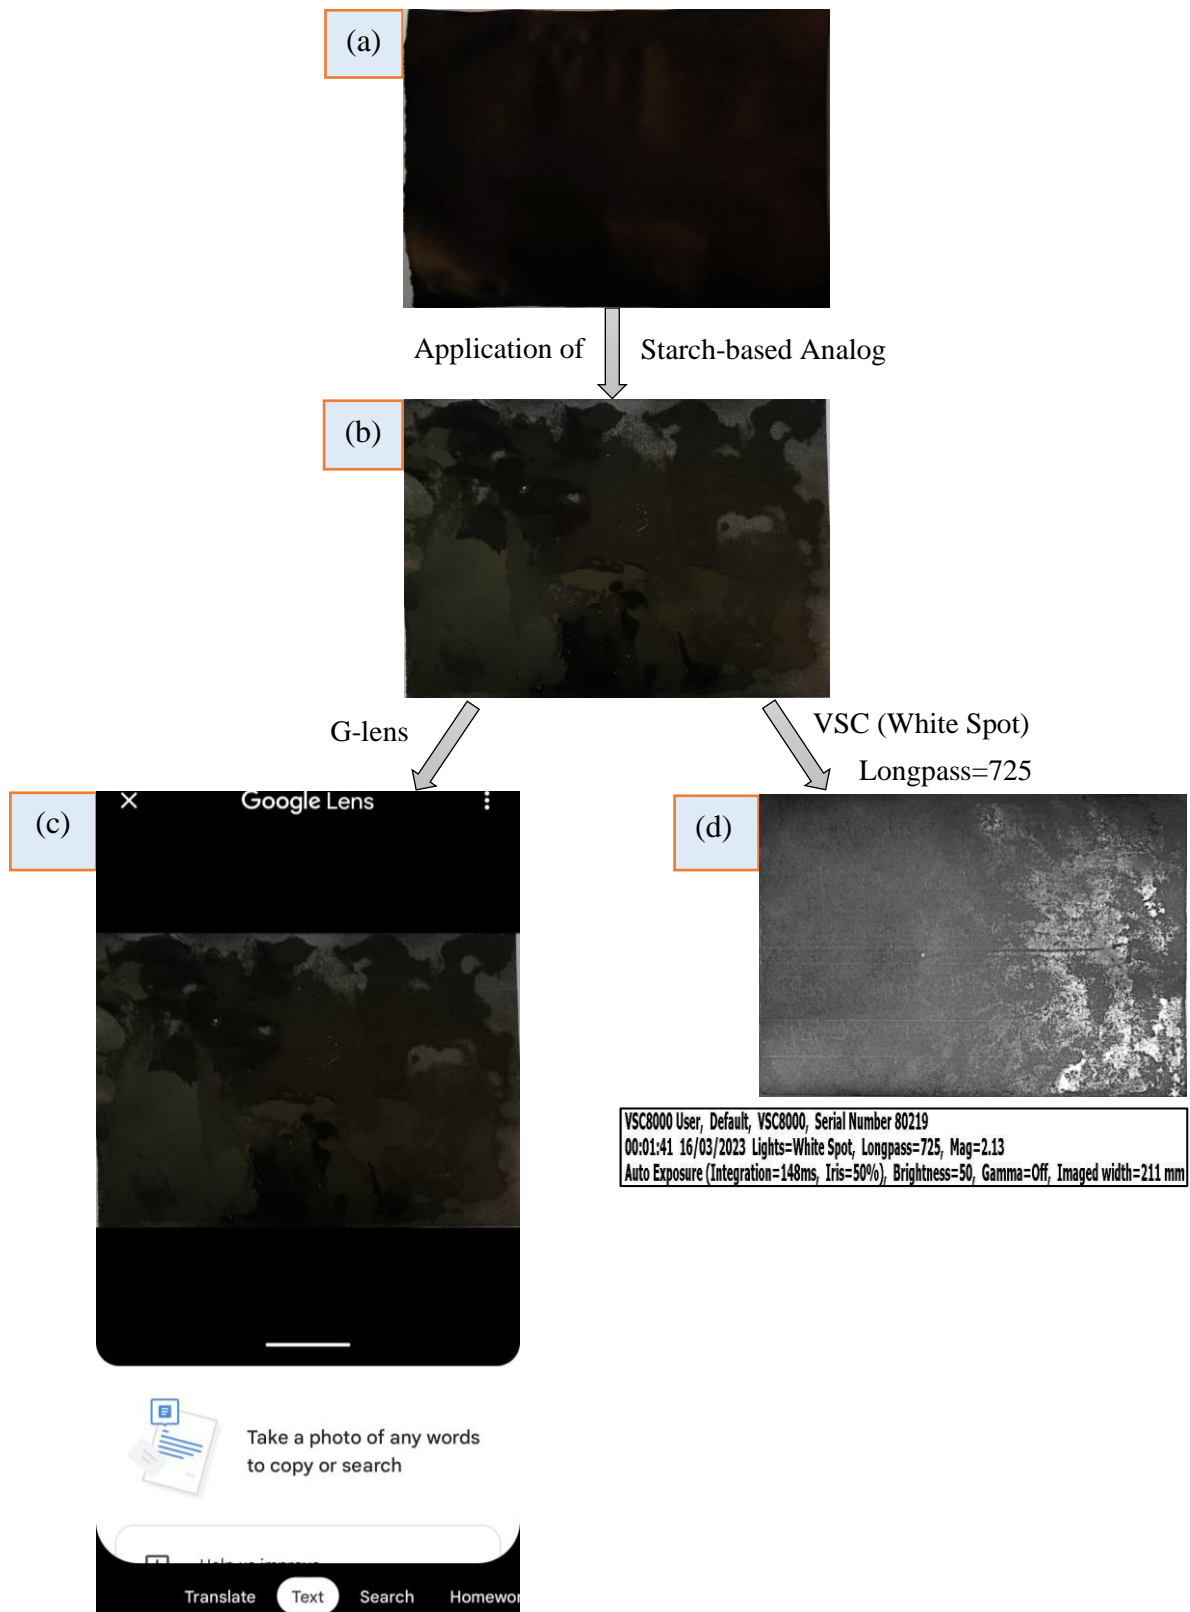 (a)
Application of Starch-based Analog
(b)
G-lens
VSC (White Spot)
Longpass=725
(c)
Google Lens
(d)
VSC8000 User, Default, VSC8000, Serial Number 80219
00:01:41 16/03/2023 Lights=White Spot, Longpass=725, Mag=2.13
Auto Exposure (Integration=148ms, Iris=50%), Brightness=50, Gamma=Off, Imaged width=211 mm
Take a photo of any words
to copy or search
Translate Text Search Homewor